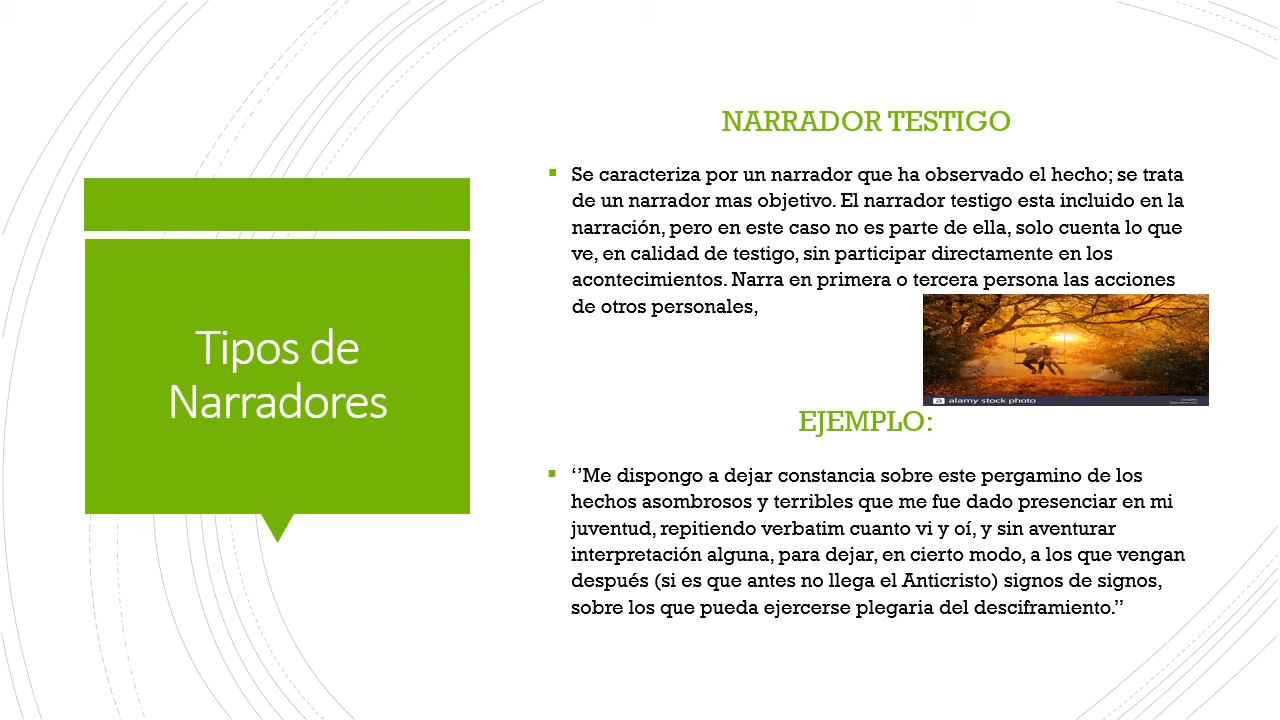 Tipos de
Narradores
NARRADOR TESTIGO
▪ Se caracteriza por un narrador que ha observado el hecho; se trata
de un narrador mas objetivo. El narrador testigo esta incluido en la
narración, pero en este caso no es parte de ella, solo cuenta lo que
ve, en calidad de testigo, sin participar directamente en los
acontecimientos. Narra en primera o tercera persona las acciones
de otros personales,
a alamy stock photo
EJEMPLO:
▪ ‘’Me dispongo a dejar constancia sobre este pergamino de los
hechos asombrosos y terribles que me fue dado presenciar en mi
juventud, repitiendo verbatim cuanto vi y oí, y sin aventurar
interpretación alguna, para dejar, en cierto modo, a los que vengan
después (si es que antes no llega el Anticristo) signos de signos,
sobre los que pueda ejercerse plegaria del desciframiento.’’